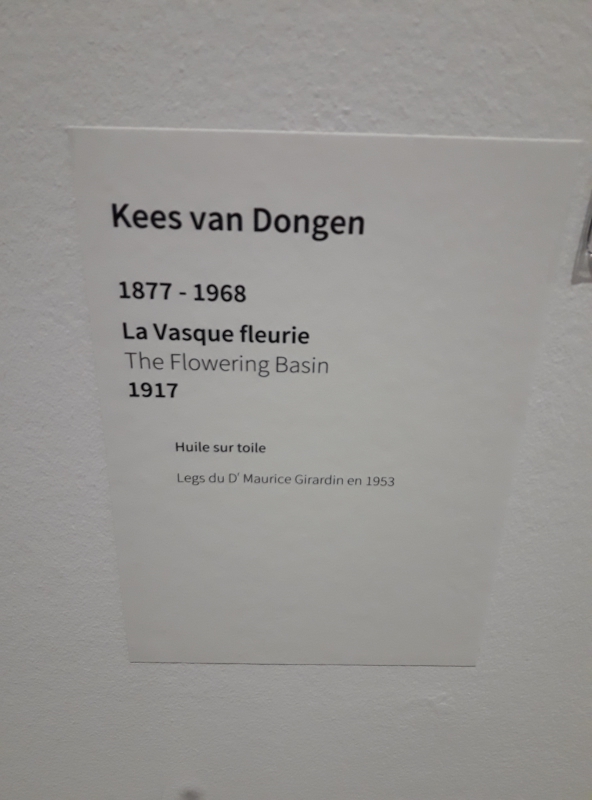 Kees van Dongen
1877 - 1968
La Vasque fleurie
The Flowering Basin
1917
Huile sur toile
Legs du Dʳ Maurice Girardin en 1953